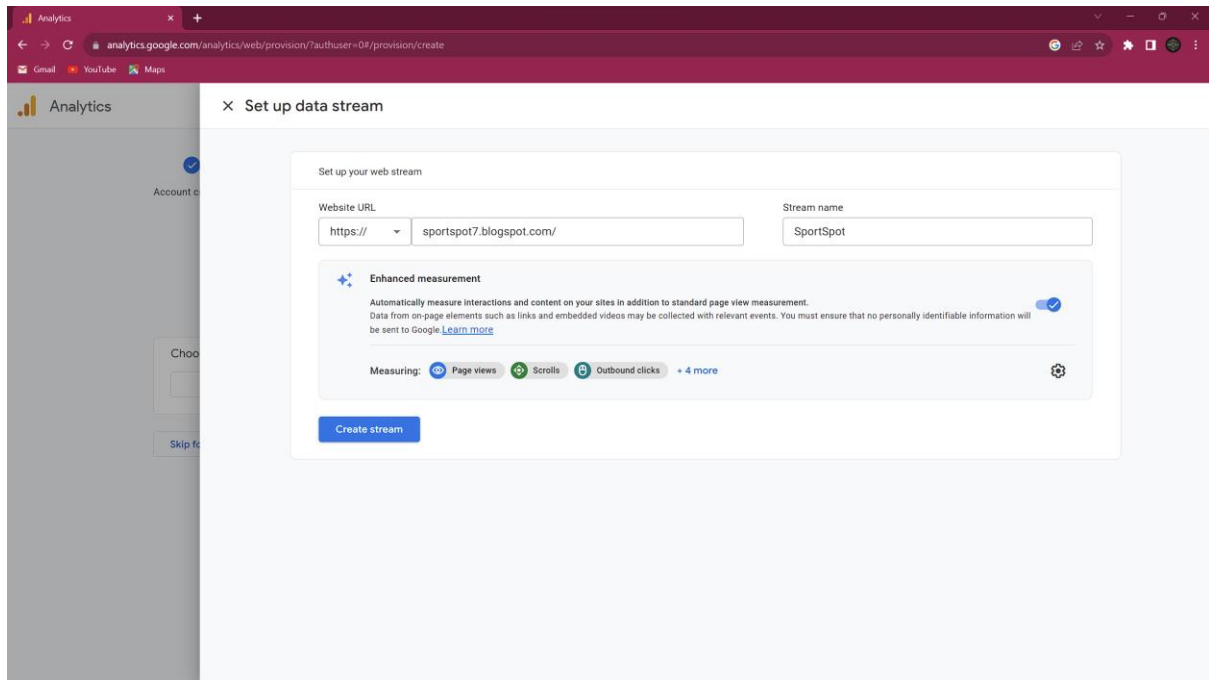 Analytics
analytics.google.com/analytics/web/provision/?authuser=0#/provision/create
Gmail YouTube Maps
Analytics
Set up data stream
Account c
Set up your web stream
Website URL Stream name
https:// sportspot7.blogspot.com/ SportSpot
Enhanced measurement
Automatically measure interactions and content on your sites in addition to standard page view measurement.
Data from on-page elements such as links and embedded videos may be collected with relevant events. You must ensure that no personally identifiable information will
be sent to Google.Learn more
Choo
Measuring: Page views Scrolls Outbound clicks + 4 more
Create stream
Skip fo